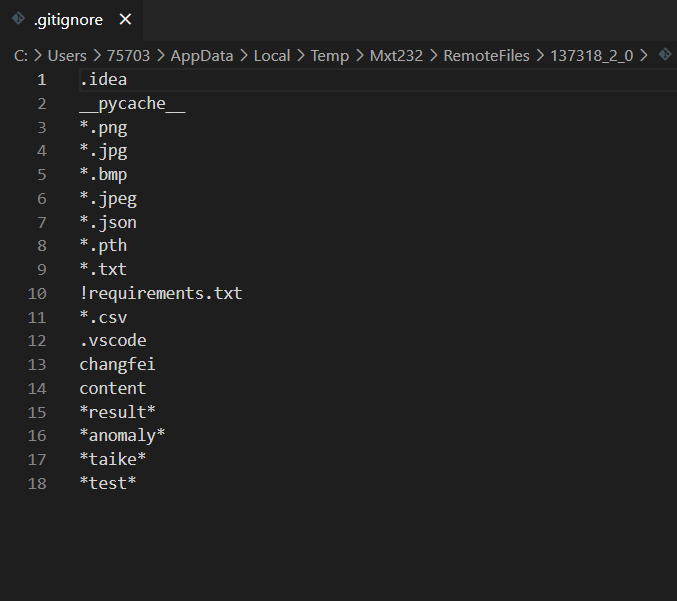 .gitignore
C: > Users > 75703 > AppData > Local > Temp > Mxt232 > RemoteFiles > 137318_2_0 >
1 .idea
2 __pycache__
3 *.png
4 *.jpg
5 *.bmp
6 *.jpeg
7 *.json
8 *.pth
9 *.txt
10 !requirements.txt
11 *.csv
12 .vscode
13 changfei
14 content
15 *result*
16 *anomaly*
17 *taike*
18 *test*